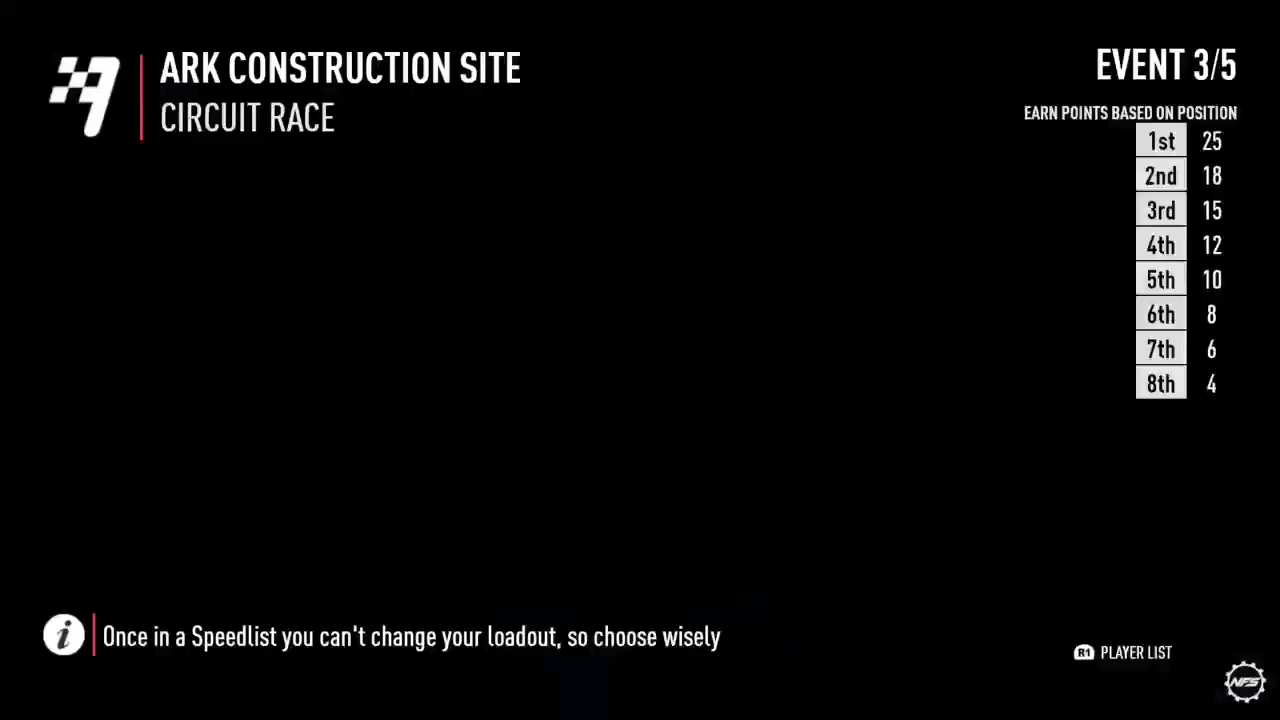 ARK CONSTRUCTION SITE
CIRCUIT RACE
EVENT 3/5
EARN POINTS BASED ON POSITION
1st 25
2nd 18
3rd 15
4th 12
5th 10
6th 8
7th 6
8th 4
i Once in a Speedlist you can't change your loadout, so choose wisely
R1 PLAYER LIST
NFS